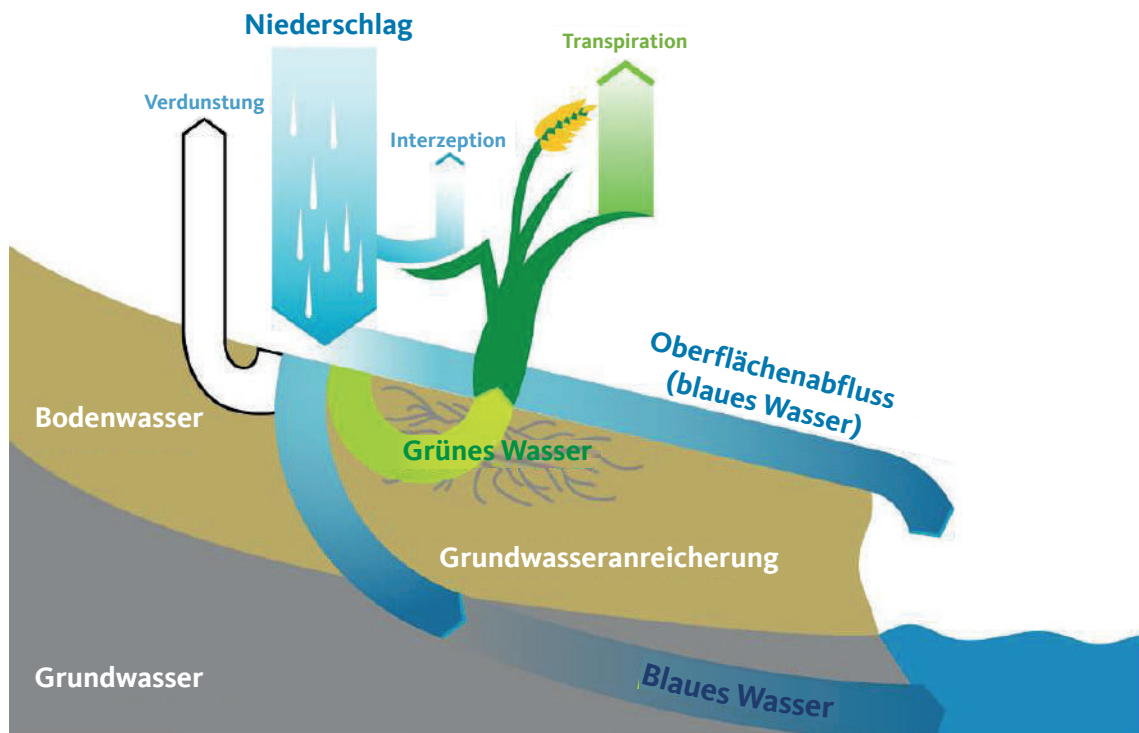 Niederschlag
Transpiration
Verdunstung
Interzeption
Oberflächenabfluss
(blaues Wasser)
Bodenwasser
Grünes Wasser
Grundwasseranreicherung
Grundwasser
Blaues Wasser